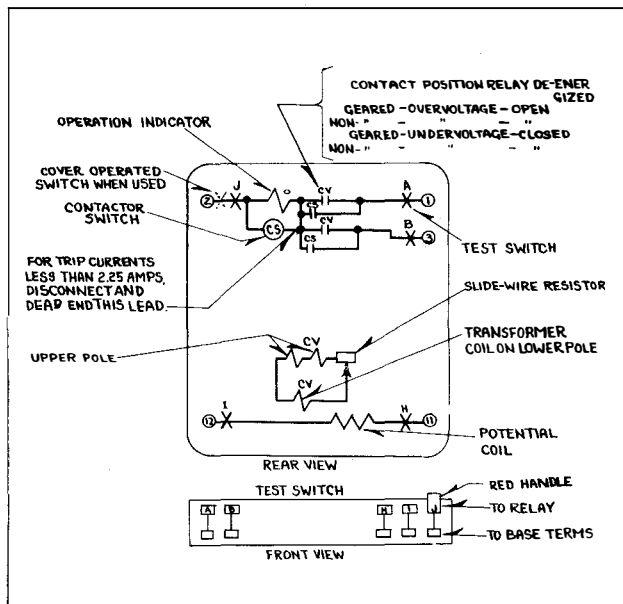 CONTACT POSITION RELAY DE-ENER
GIZED
GEARED-OVERVOLTAGE-OPEN
NON-" - " - "
GEARED-UNDERVOLTAGE-CLOSED
NON-" - " - "
OPERATION INDICATOR
COVER OPERATED
SWITCH WHEN USED
CONTACTOR
SWITCH
FOR TRIP CURRENTS
LESS THAN 2.25 AMPS,
DISCONNECT AND
DEAD END THIS LEAD.
J
CV
A
2
1
CS
CV
B
CS
CS
3
TEST SWITCH
SLIDE-WIRE RESISTOR
CV
UPPER POLE
TRANSFORMER
COIL ON LOWER POLE
CV
I
H
12
11
POTENTIAL
COIL
REAR VIEW
TEST SWITCH
RED HANDLE
A B H I J
TO RELAY
TO BASE TERMS
FRONT VIEW